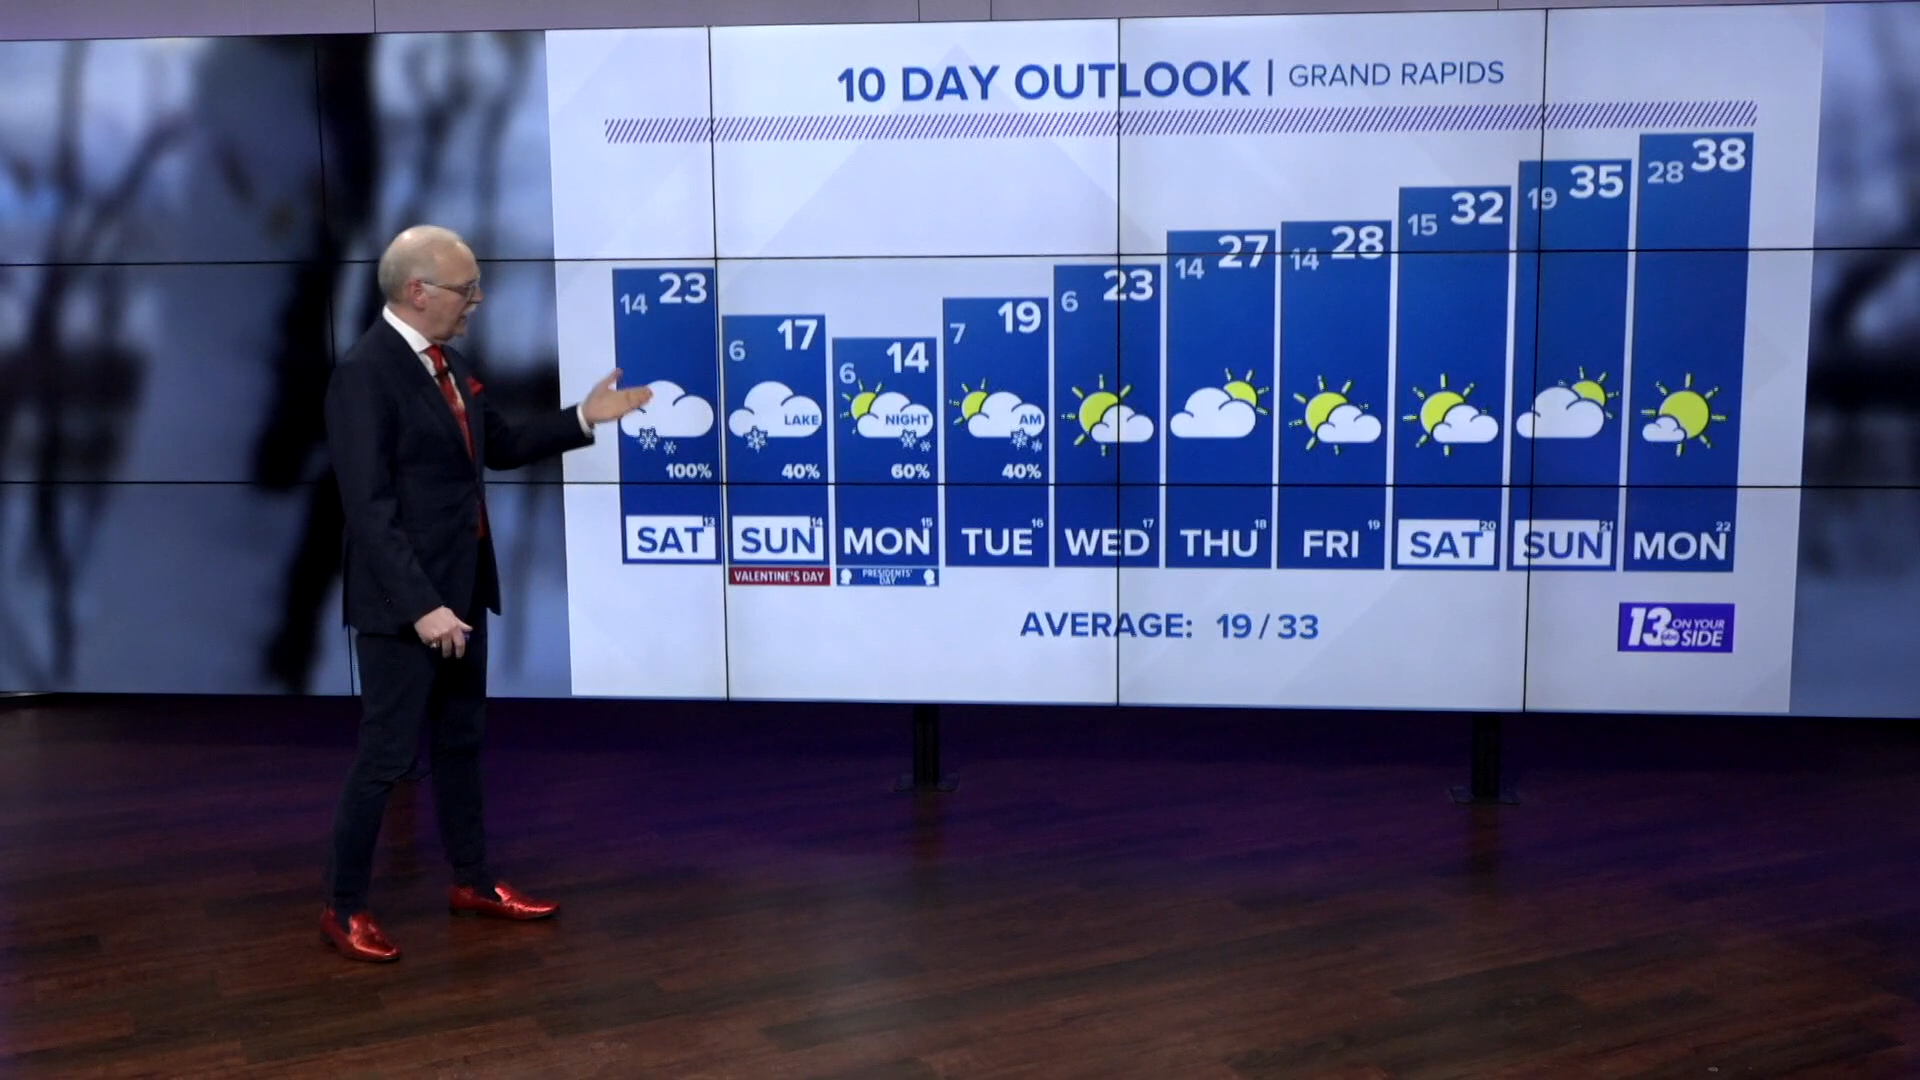 10 DAY OUTLOOK | GRAND RAPIDS
14 23
6 17
6 14
7 19
6 23
14 27
14 28
15 32
19 35
28 38
LAKE
NIGHT
AM
100%
40%
60%
40%
SAT 13
SUN 14
MON 15
TUE 16
WED 17
THU 18
FRI 19
SAT 20
SUN 21
MON 22
VALENTINE'S DAY
PRESIDENTS'
DAY
AVERAGE: 19 / 33
13 abc ON YOUR
SIDE